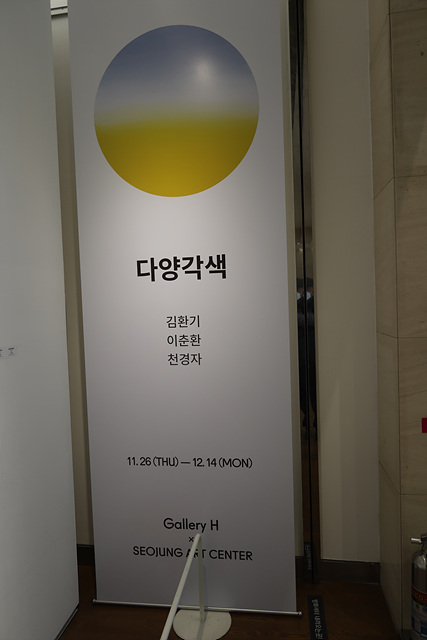 다양각색
김환기
이춘환
천경자
11.26(THU) — 12.14(MON)
Gallery H
×
SEOJUNG ART CENTER